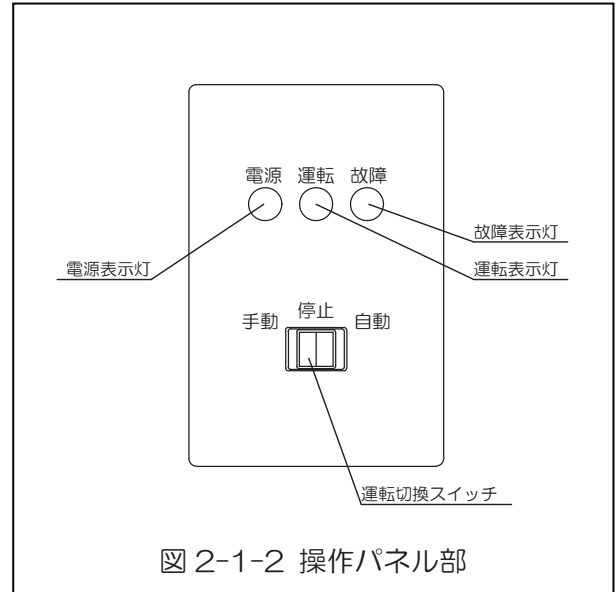 電源 運転 故障
故障表示灯
電源表示灯
運転表示灯
停止
手動 自動
運転切換スイッチ
図 2-1-2 操作パネル部